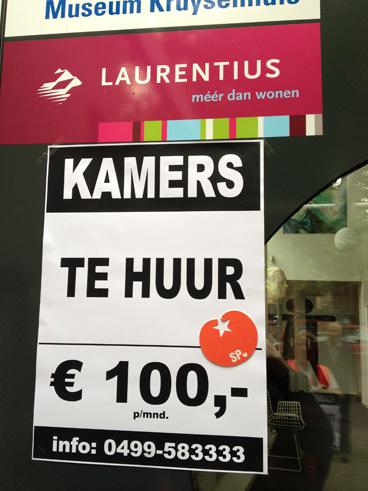 Museum Kruysenhuis
LAURENTIUS
méér dan wonen
KAMERS
TE HUUR
SP
€ 100,-
p/mnd.
info: 0499-583333